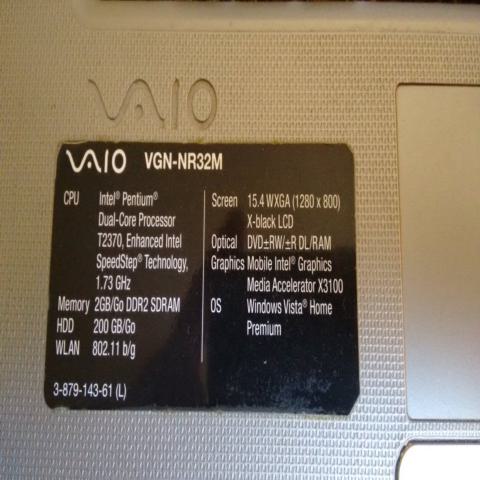 VAIO
VAIO VGN-NR32M
CPU Intel® Pentium®
Dual-Core Processor
T2370, Enhanced Intel
SpeedStep® Technology,
1.73 GHz
Memory 2GB/Go DDR2 SDRAM
HDD 200 GB/Go
WLAN 802.11 b/g
Screen 15.4 WXGA (1280 x 800)
X-black LCD
Optical DVD±RW/±R DL/RAM
Graphics Mobile Intel® Graphics
Media Accelerator X3100
OS Windows Vista® Home
Premium
3-879-143-61 (L)